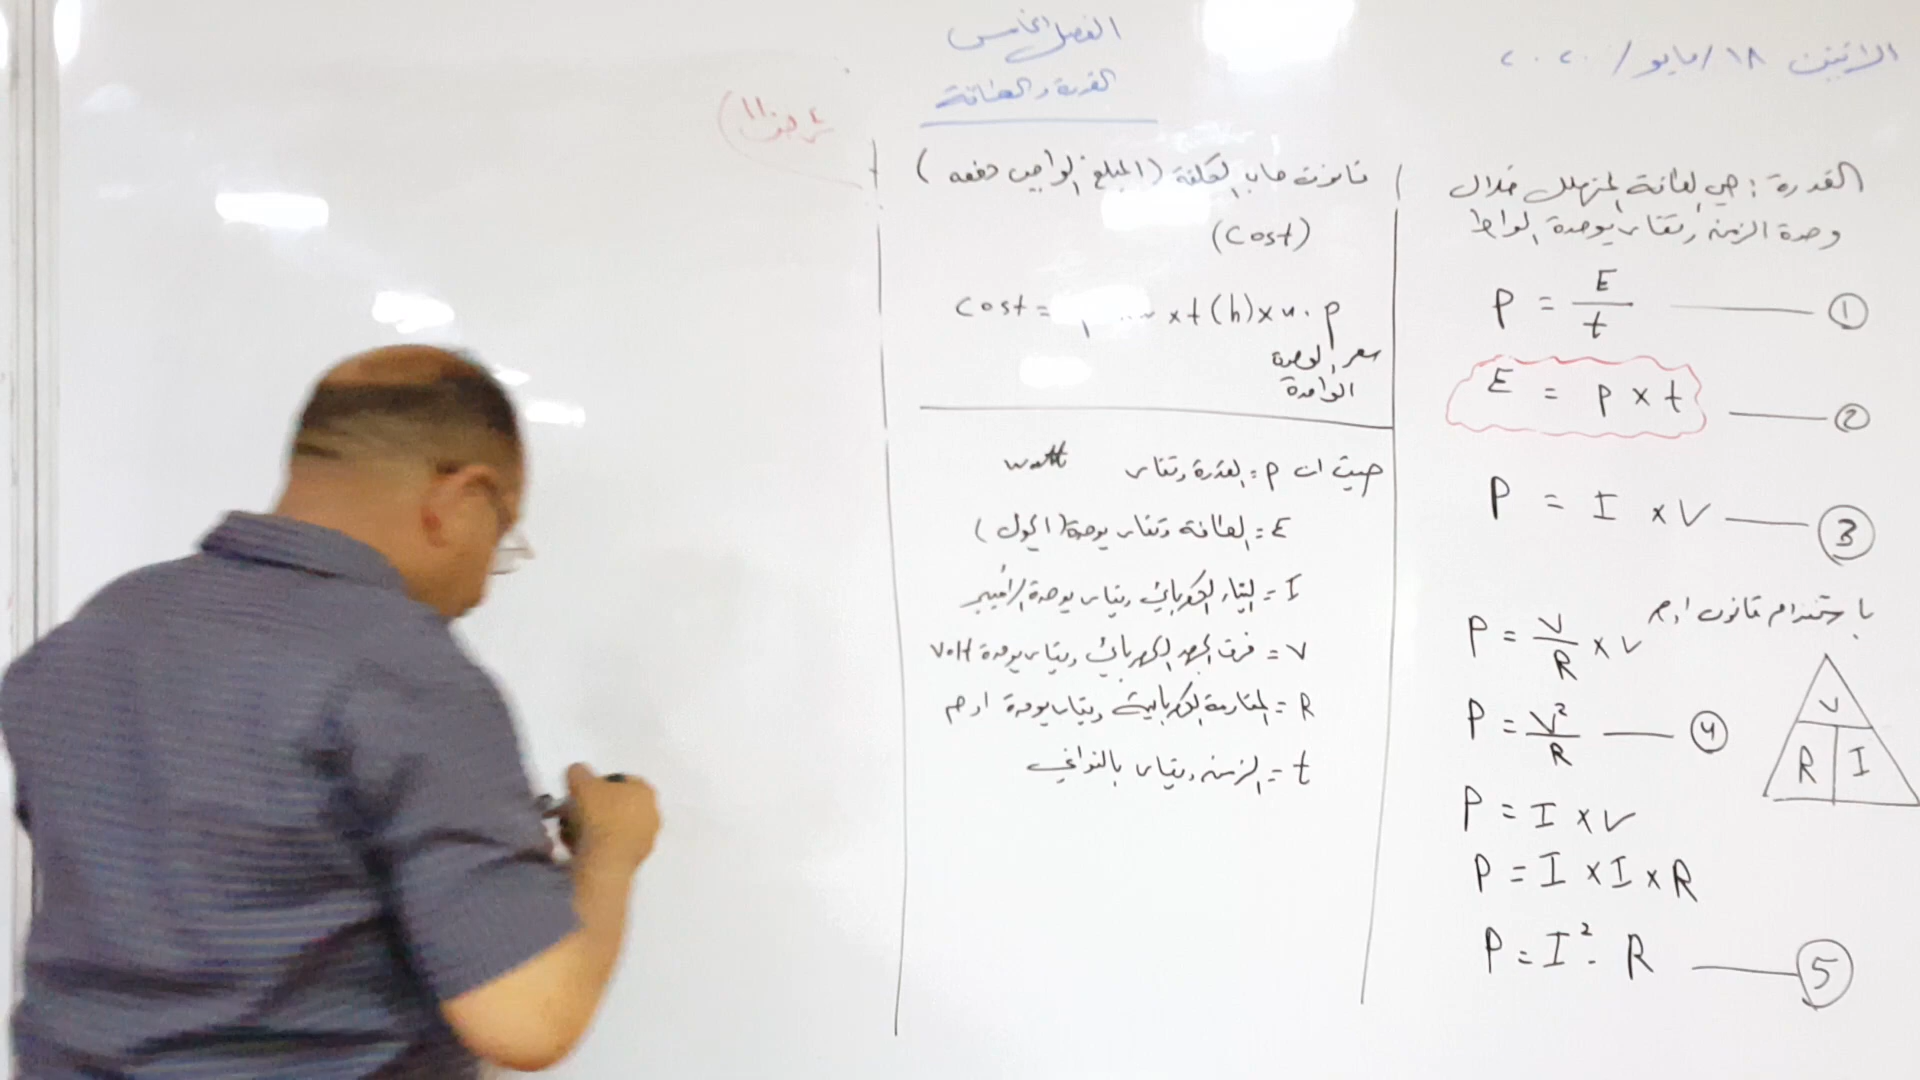 الاثنين ١٨ / مايو / ٢٠٢٠
الفصل الخامس
القدرة والطاقة
القدرة : هي الطاقة المستهلكة خلال
وحدة الزمن وتقاس بوحدة الواط
P = E / t ——— ①
E = P × t ——— ②
P = I × V ——— ③
باستخدام قانون اوم
P = V / R × V
P = V² / R ——— ④
V
R I
P = I × V
P = I × I × R
P = I² · R ——— ⑤
قانون حساب الكلفة (المبلغ الواجب دفعه)
(Cost)
Cost = × t (h) × u . P
سعر الوحدة
الواحدة
حيث ان P = القدرة وتقاس watt
E = الطاقة وتقاس بوحدة (الجول)
I = التيار الكهربائي ويقاس بوحدة الامبير
V = فرق الجهد الكهربائي ويقاس بوحدة Volt
R = المقاومة الكهربائية ويقاس بوحدة اوم
t = الزمن ويقاس بالثواني